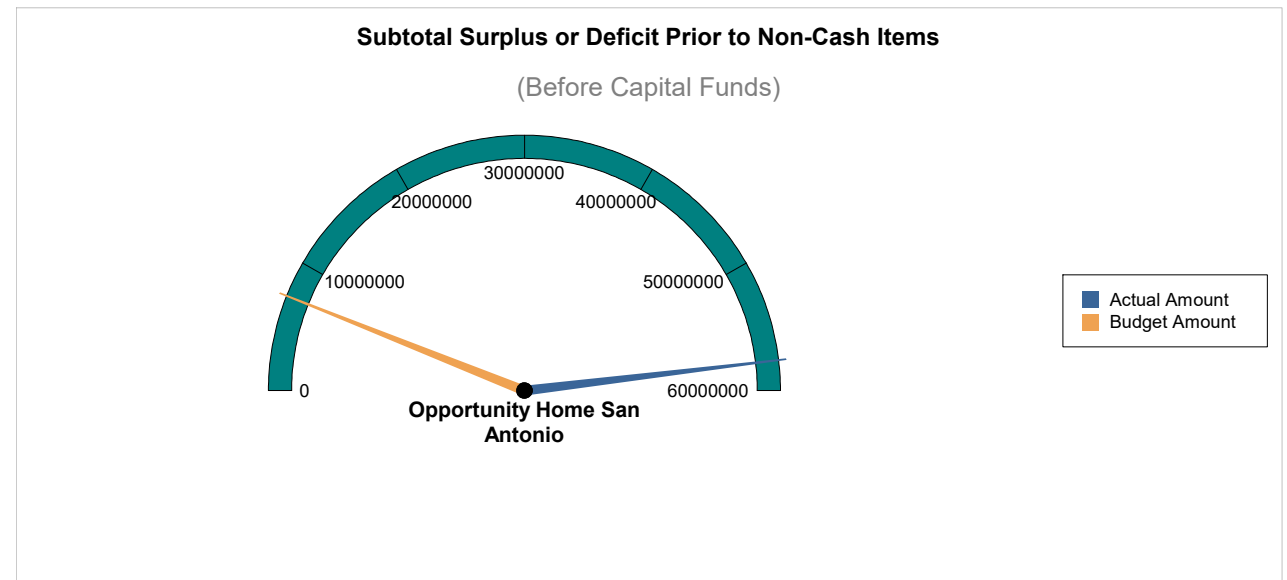 Subtotal Surplus or Deficit Prior to Non-Cash Items
(Before Capital Funds)
30000000
20000000
40000000
10000000
50000000
0
60000000
Opportunity Home San
Antonio
Actual Amount
Budget Amount